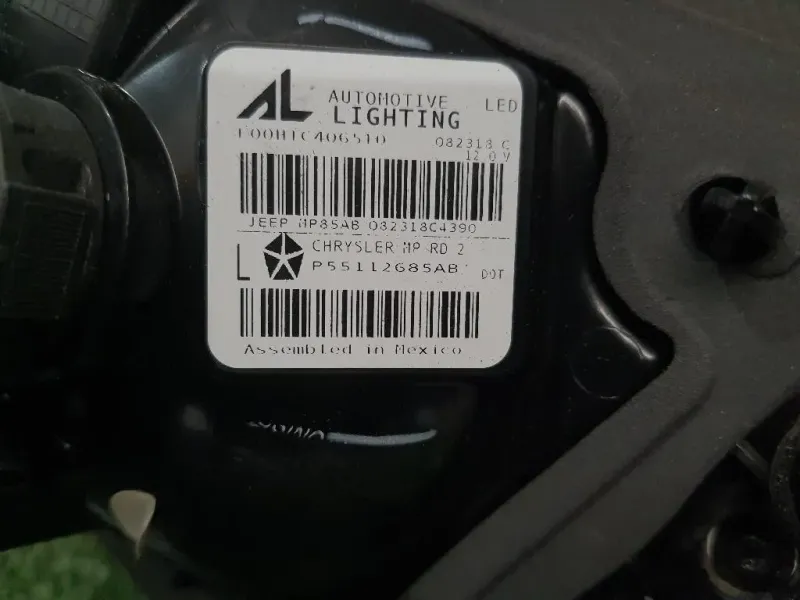 AL AUTOMOTIVE LIGHTING LED
F00HTC406510 082318 C
12.0 V
JEEP MP85AB 082318C4390
L CHRYSLER MP RD 2
P55112685AB DOT
Assembled in Mexico